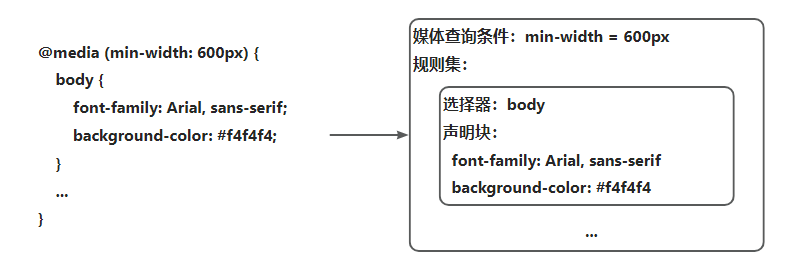 @media (min-width: 600px) {
body {
font-family: Arial, sans-serif;
background-color: #f4f4f4;
}
...
}
媒体查询条件：min-width = 600px
规则集：
选择器：body
声明块：
font-family: Arial, sans-serif
background-color: #f4f4f4
...